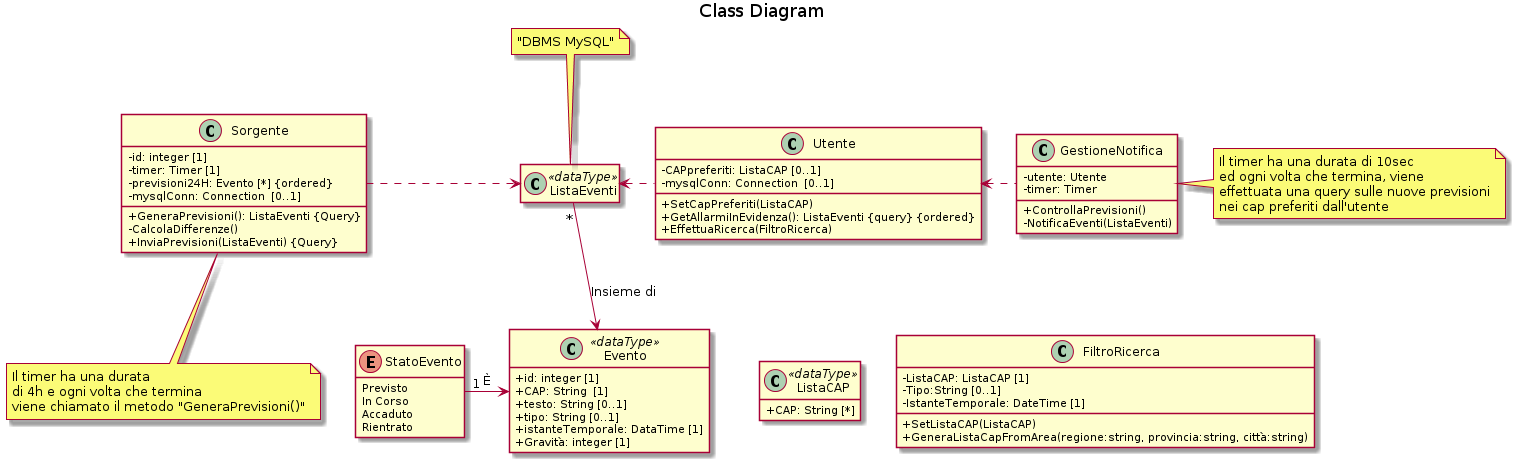 Class Diagram
"DBMS MySQL"
C Sorgente
-id: integer [1]
-timer: Timer [1]
-previsioni24H: Evento [*] {ordered}
-mysqlConn: Connection [0..1]
+GeneraPrevisioni(): ListaEventi {Query}
-CalcolaDifferenze()
+InviaPrevisioni(ListaEventi) {Query}
C «dataType»
ListaEventi
*
C Utente
-CAPpreferiti: ListaCAP [0..1]
-mysqlConn: Connection [0..1]
+SetCapPreferiti(ListaCAP)
+GetAllarmiInEvidenza(): ListaEventi {query} {ordered}
+EffettuaRicerca(FiltroRicerca)
C GestioneNotifica
-utente: Utente
-timer: Timer
+ControllaPrevisioni()
-NotificaEventi(ListaEventi)
Il timer ha una durata di 10sec
ed ogni volta che termina, viene
effettuata una query sulle nuove previsioni
nei cap preferiti dall'utente
Insieme di
Il timer ha una durata
di 4h e ogni volta che termina
viene chiamato il metodo "GeneraPrevisioni()"
E StatoEvento
Previsto
In Corso
Accaduto
Rientrato
1 È
C «dataType»
Evento
+id: integer [1]
+CAP: String [1]
+testo: String [0..1]
+tipo: String [0..1]
+istanteTemporale: DataTime [1]
+Gravità: integer [1]
C «dataType»
ListaCAP
+CAP: String [*]
C FiltroRicerca
-ListaCAP: ListaCAP [1]
-Tipo:String [0..1]
-IstanteTemporale: DateTime [1]
+SetListaCAP(ListaCAP)
+GeneraListaCapFromArea(regione:string, provincia:string, città:string)